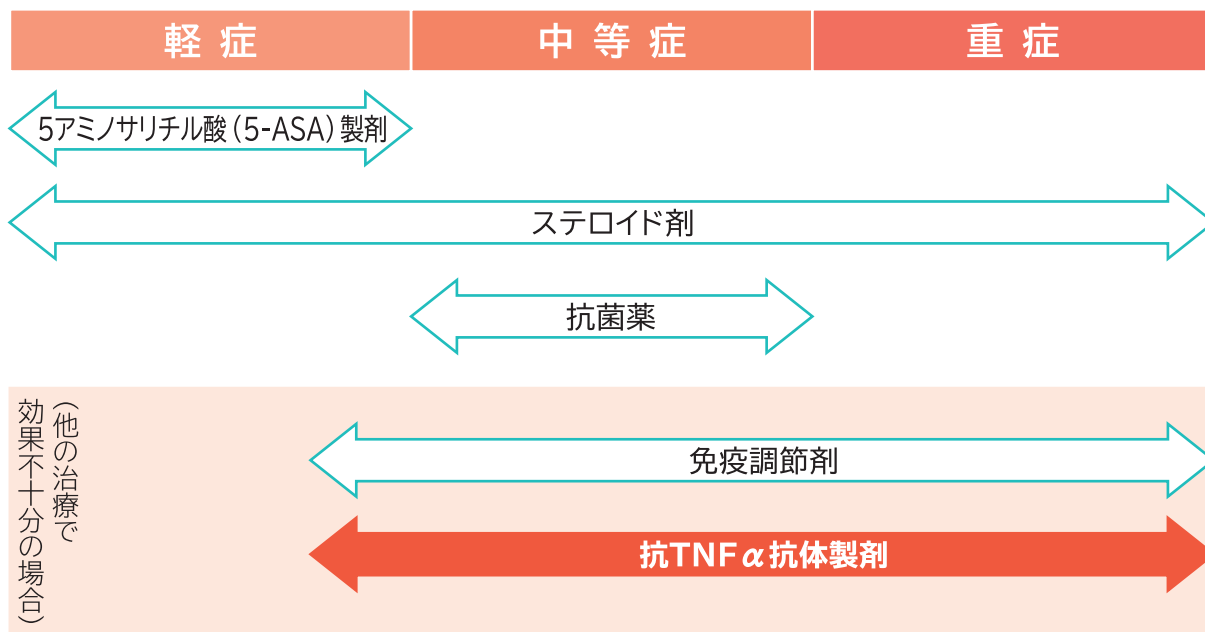 軽症
中等症
重症
5アミノサリチル酸(5-ASA)製剤
ステロイド剤
抗菌薬
(他の治療で
効果不十分の場合)
免疫調節剤
抗TNFα抗体製剤